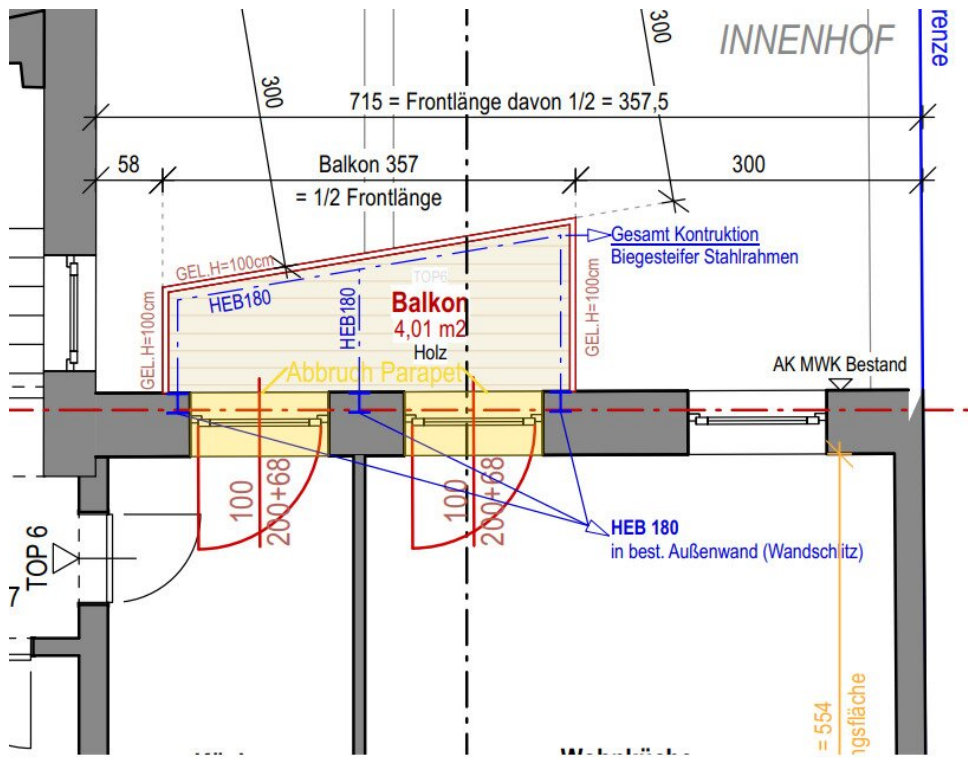 INNENHOF
renze
300
300
715 = Frontlänge davon 1/2 = 357,5
58
Balkon 357
= 1/2 Frontlänge
300
Gesamt Kontruktion
Biegesteifer Stahlrahmen
GEL.H=100cm
HEB180
GEL.H=100cm
HEB180
TOP6
Balkon
4,01 m2
Holz
GEL.H=100cm
Abbruch Parapet
AK MWK Bestand
100
200+68
100
200+68
HEB 180
in best. Außenwand (Wandschlitz)
TOP 6
7
= 554
ngsfläche